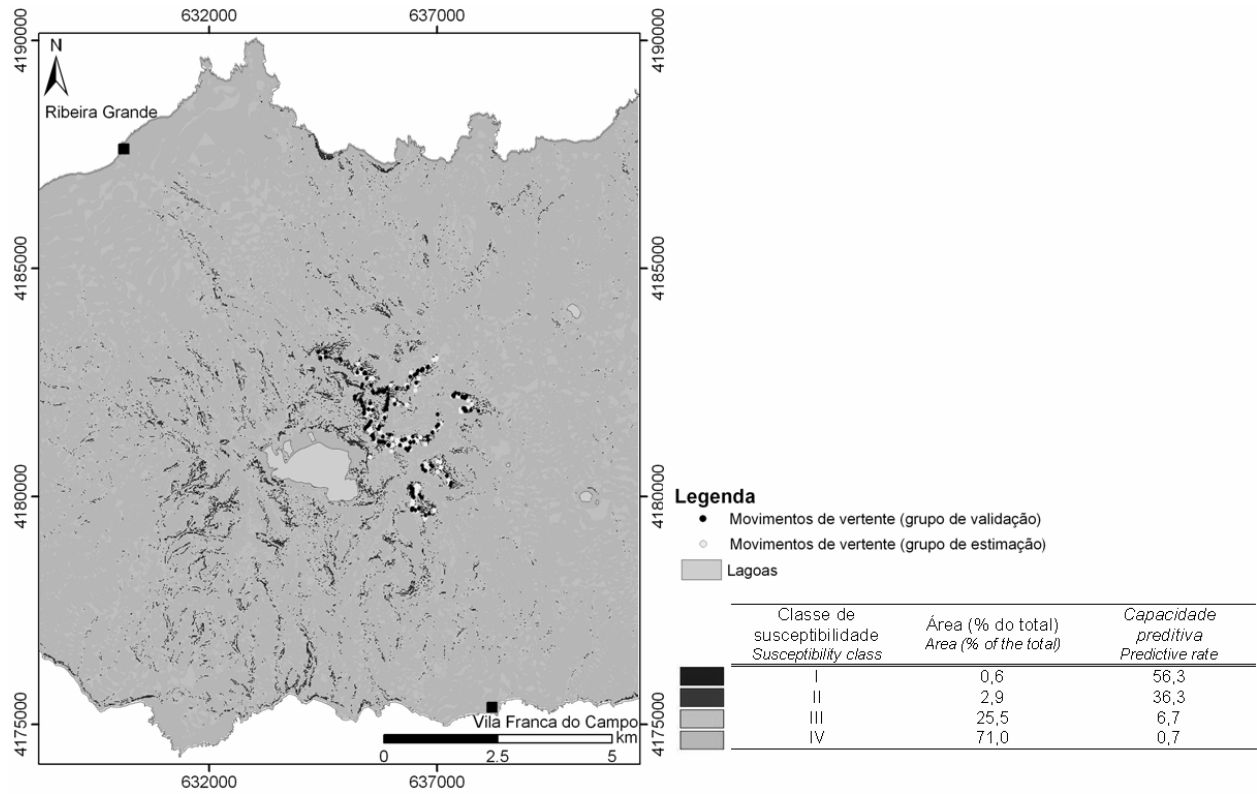 632000
637000
4190000
4190000
N
Ribeira Grande
4185000
4185000
4180000
4180000
4175000
4175000
Vila Franca do Campo
km
0
2.5
5
632000
637000
Legenda
Movimentos de vertente (grupo de validação)
Movimentos de vertente (grupo de estimação)
Lagoas
Classe de susceptibilidade
Susceptibility class
Área (% do total)
Area (% of the total)
Capacidade preditiva
Predictive rate
I 0,6 56,3
II 2,9 36,3
III 25,5 6,7
IV 71,0 0,7